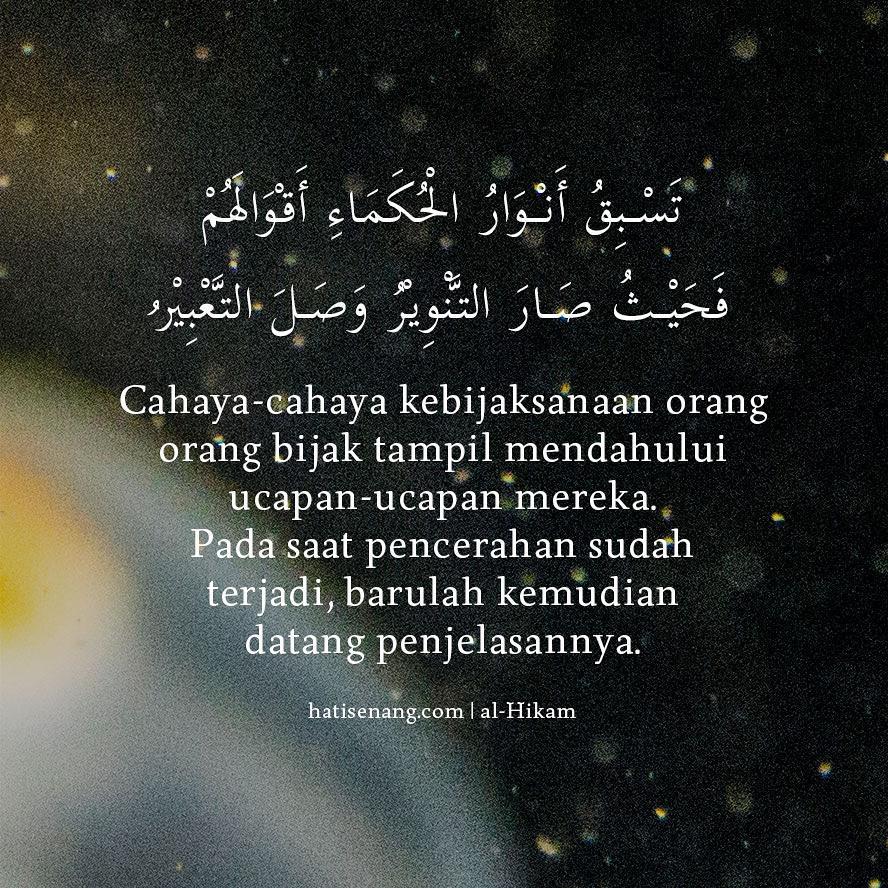 تَسْبِقُ أَنْوَارُ الْحُكَمَاءِ أَقْوَالَهُمْ
فَحَيْثُ صَارَ التَّنْوِيْرُ وَصَلَ التَّعْبِيْرُ
Cahaya-cahaya kebijaksanaan orang
orang bijak tampil mendahului
ucapan-ucapan mereka.
Pada saat pencerahan sudah
terjadi, barulah kemudian
datang penjelasannya.
hatisenang.com | al-Hikam